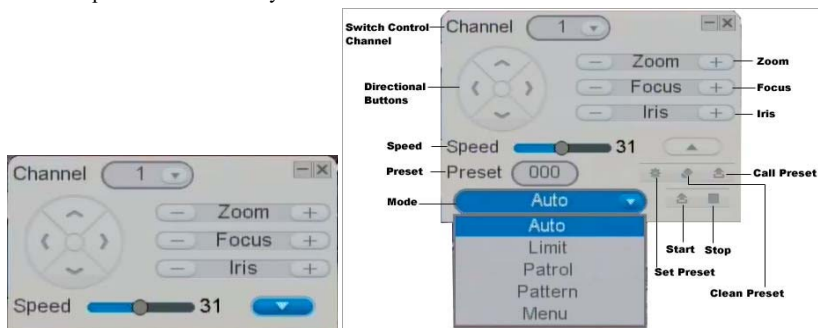 Channel 1
Zoom
Focus
Iris
Speed 31
Switch Control
Channel
Channel 1
Directional
Buttons
Zoom
Zoom
Focus
Focus
Iris
Iris
Speed
Speed 31
Preset
Preset 000
Call Preset
Mode
Auto
Auto
Limit
Patrol
Pattern
Menu
Start
Stop
Set Preset
Clean Preset